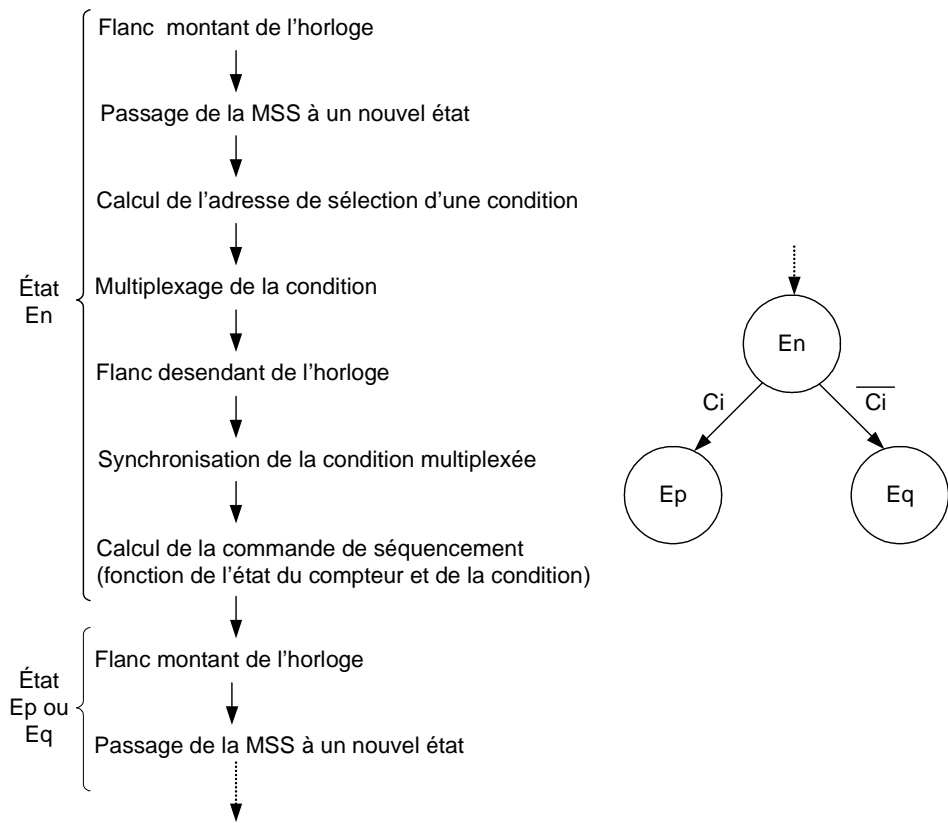 Flanc montant de l'horloge
Passage de la MSS à un nouvel état
Calcul de l'adresse de sélection d'une condition
État
En
Multiplexage de la condition
Flanc desendant de l'horloge
Synchronisation de la condition multiplexée
Calcul de la commande de séquencement
(fonction de l'état du compteur et de la condition)
État
Ep ou
Eq
Flanc montant de l'horloge
Passage de la MSS à un nouvel état
En
Ci
Ci
Ep
Eq